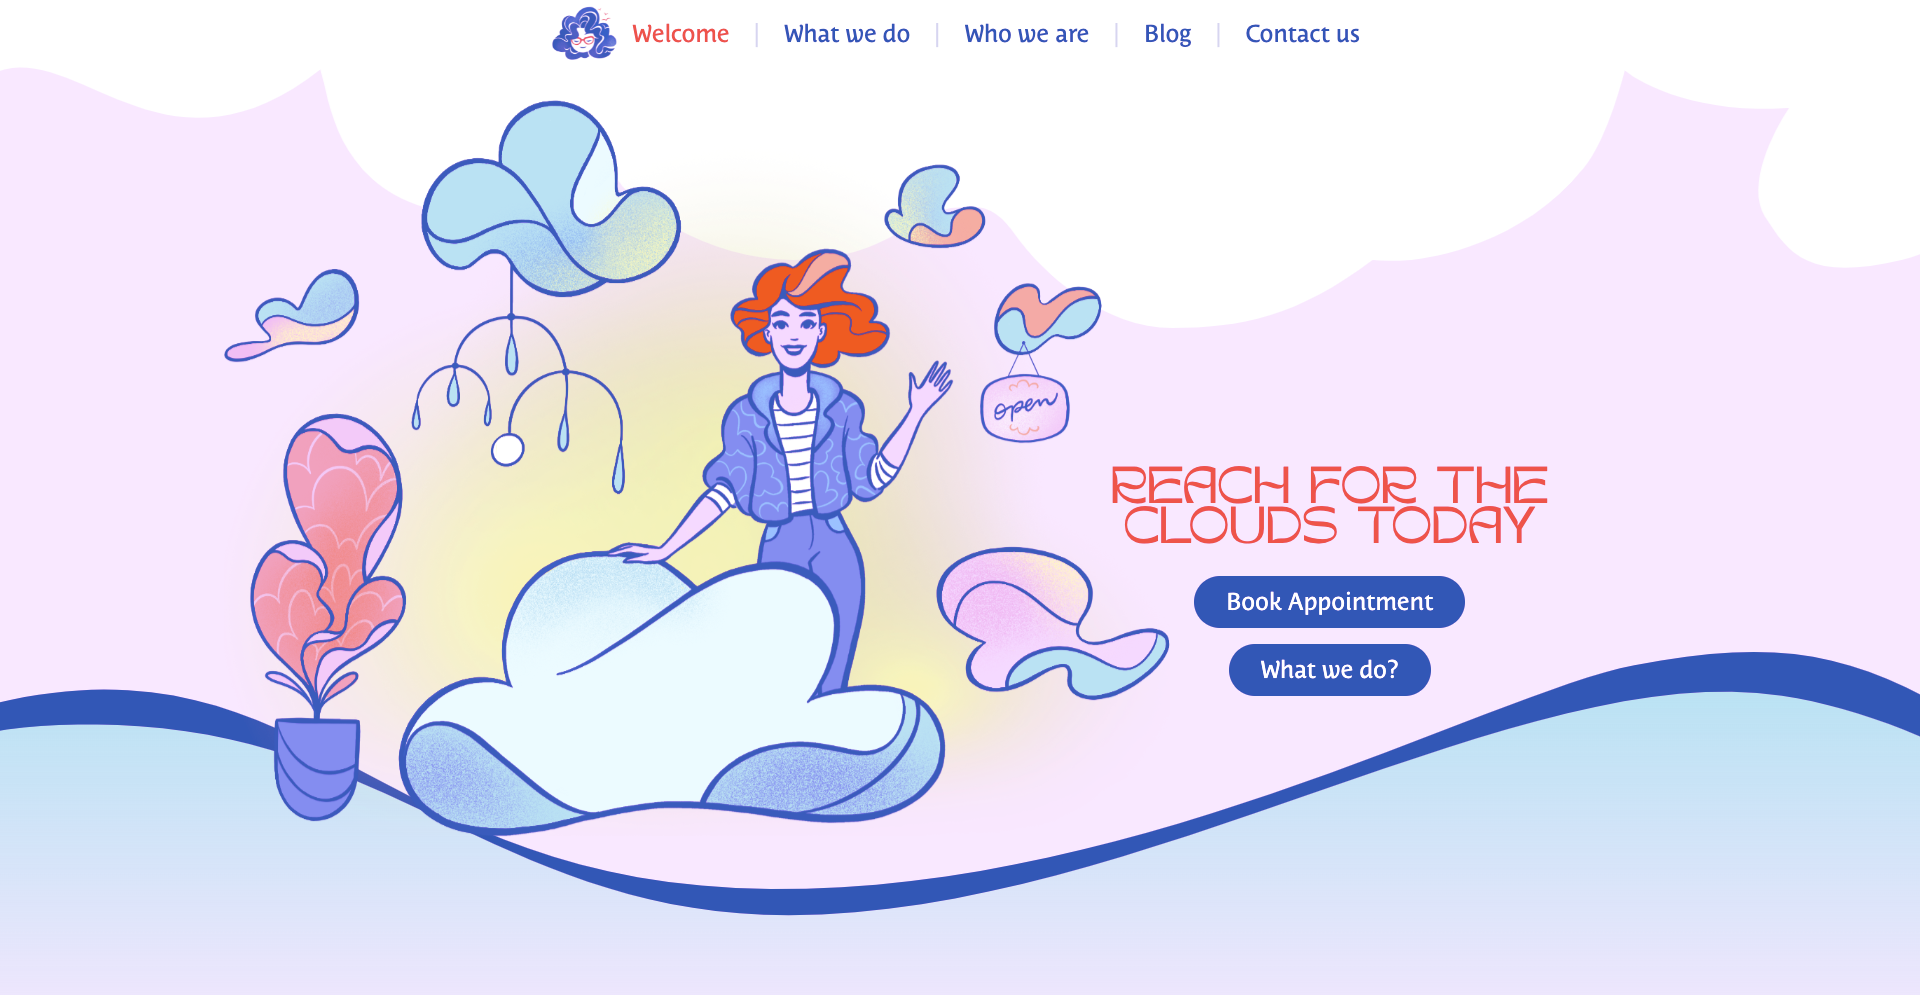 Welcome | What we do | Who we are | Blog | Contact us
open
REACH FOR THE
CLOUDS TODAY
Book Appointment
What we do?